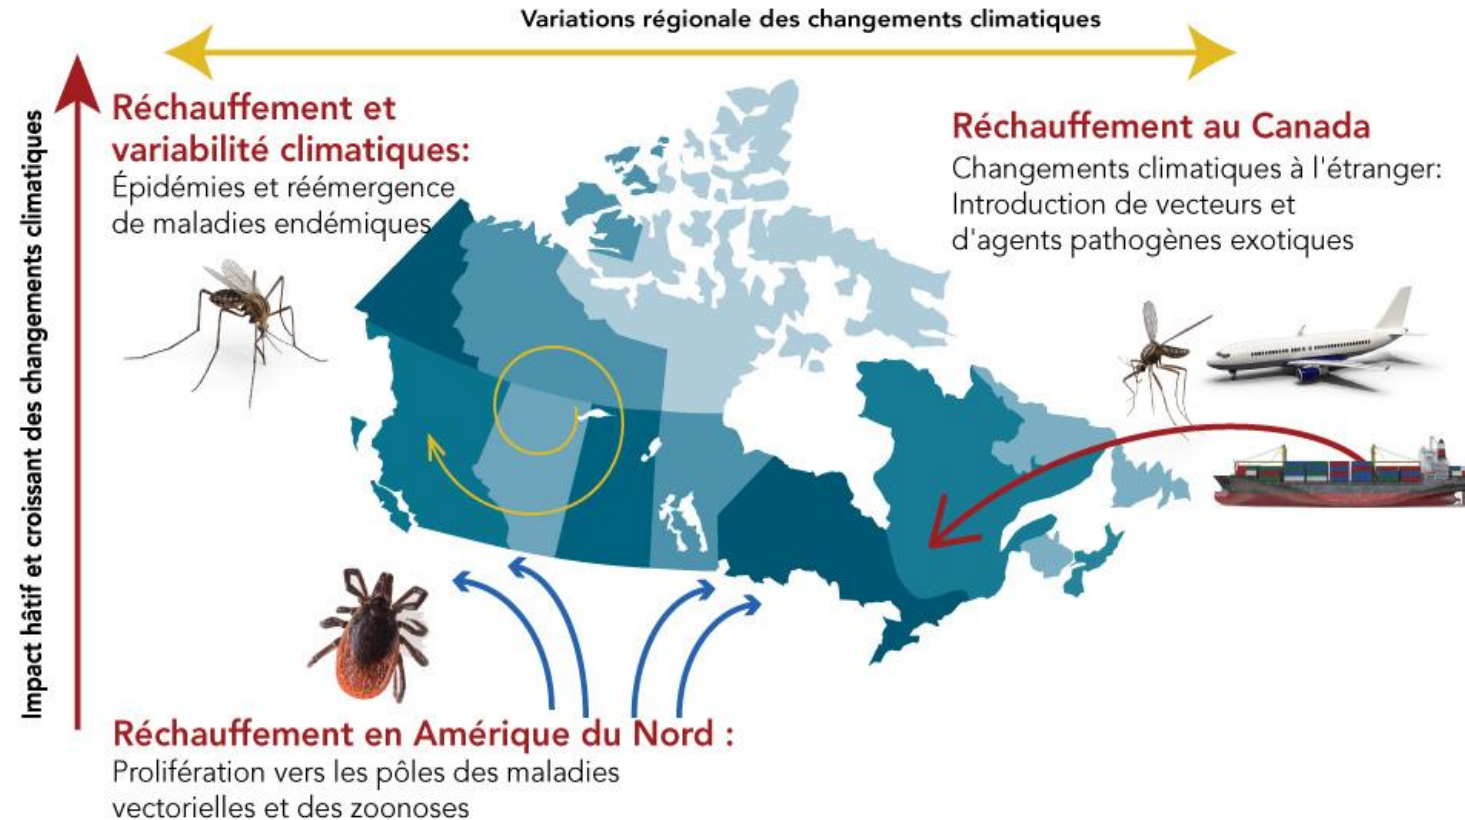 Variations régionale des changements climatiques
Impact hâtif et croissant des changements climatiques
Réchauffement et
variabilité climatiques:
Épidémies et réémergence
de maladies endémiques
Réchauffement au Canada
Changements climatiques à l'étranger:
Introduction de vecteurs et
d'agents pathogènes exotiques
Réchauffement en Amérique du Nord :
Prolifération vers les pôles des maladies
vectorielles et des zoonoses